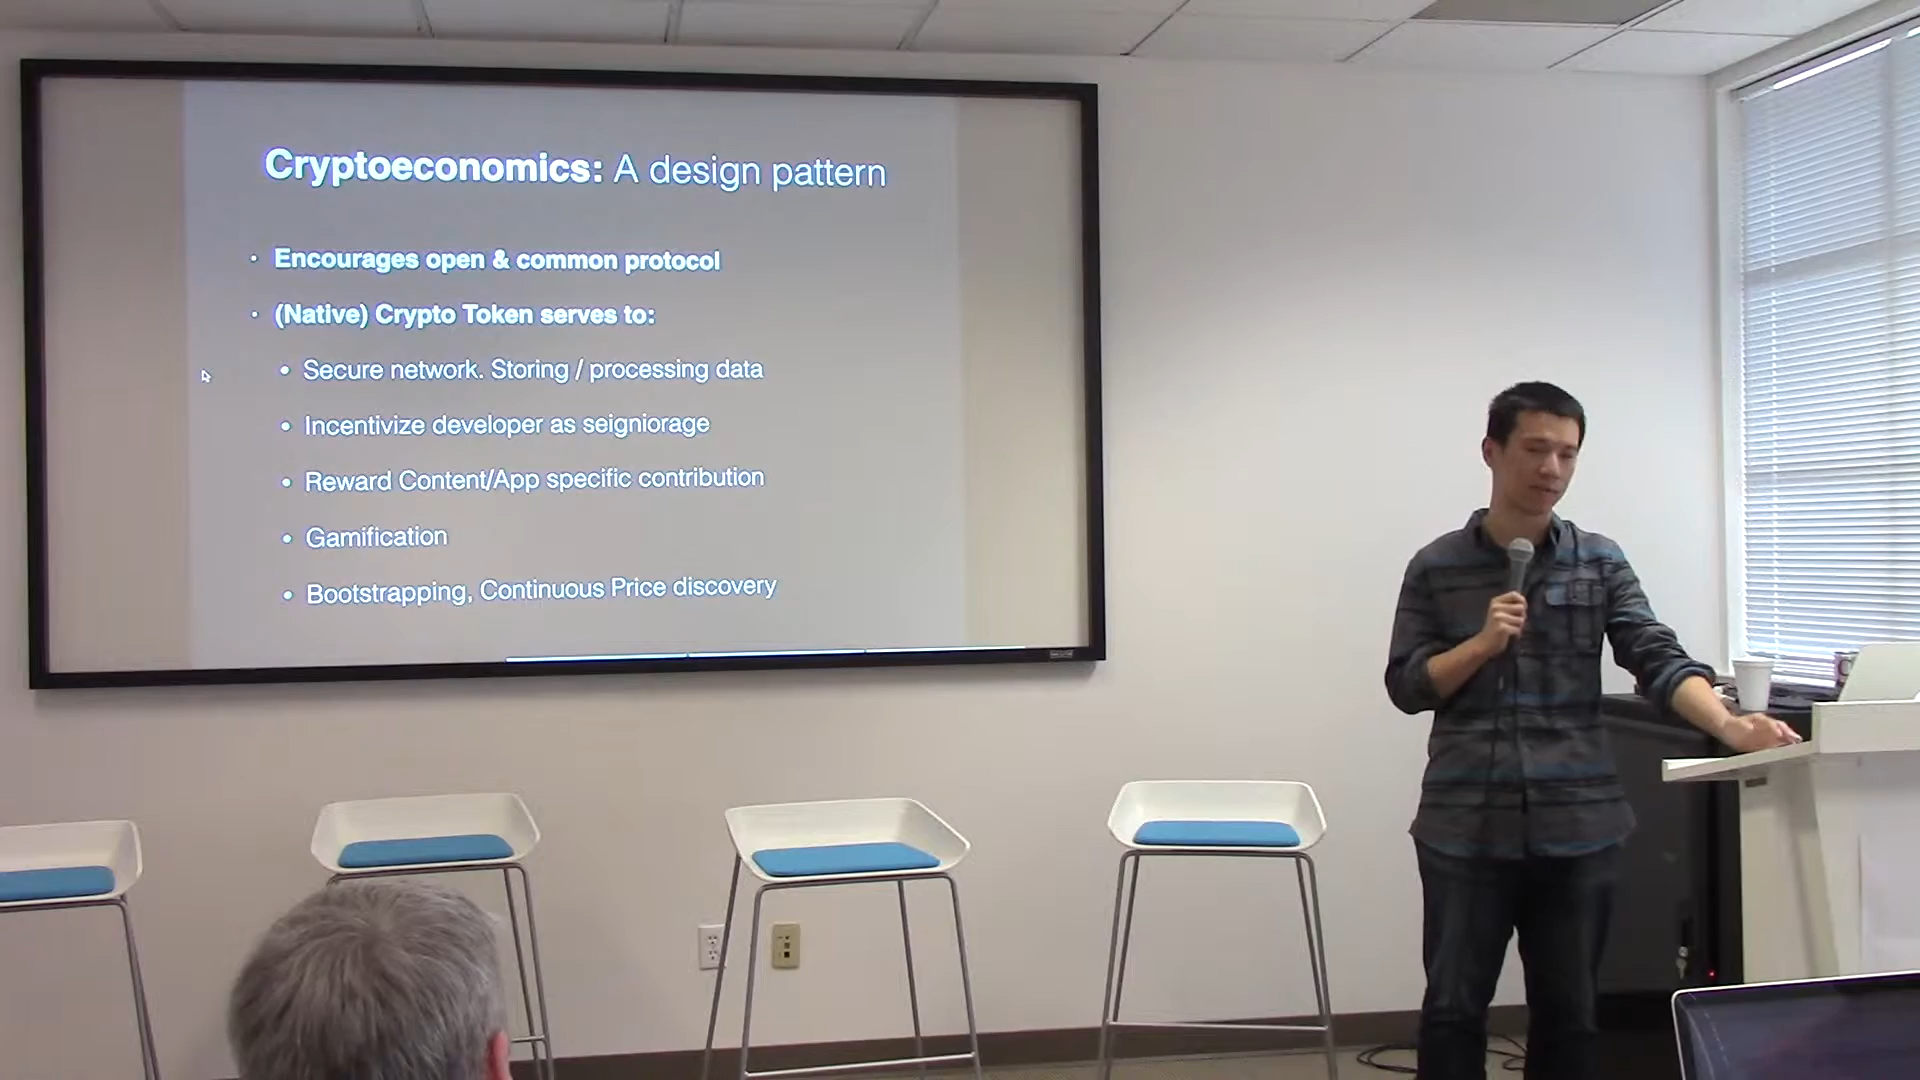 Cryptoeconomics: A design pattern
• Encourages open & common protocol
• (Native) Crypto Token serves to:
• Secure network. Storing / processing data
• Incentivize developer as seigniorage
• Reward Content/App specific contribution
• Gamification
• Bootstrapping, Continuous Price discovery